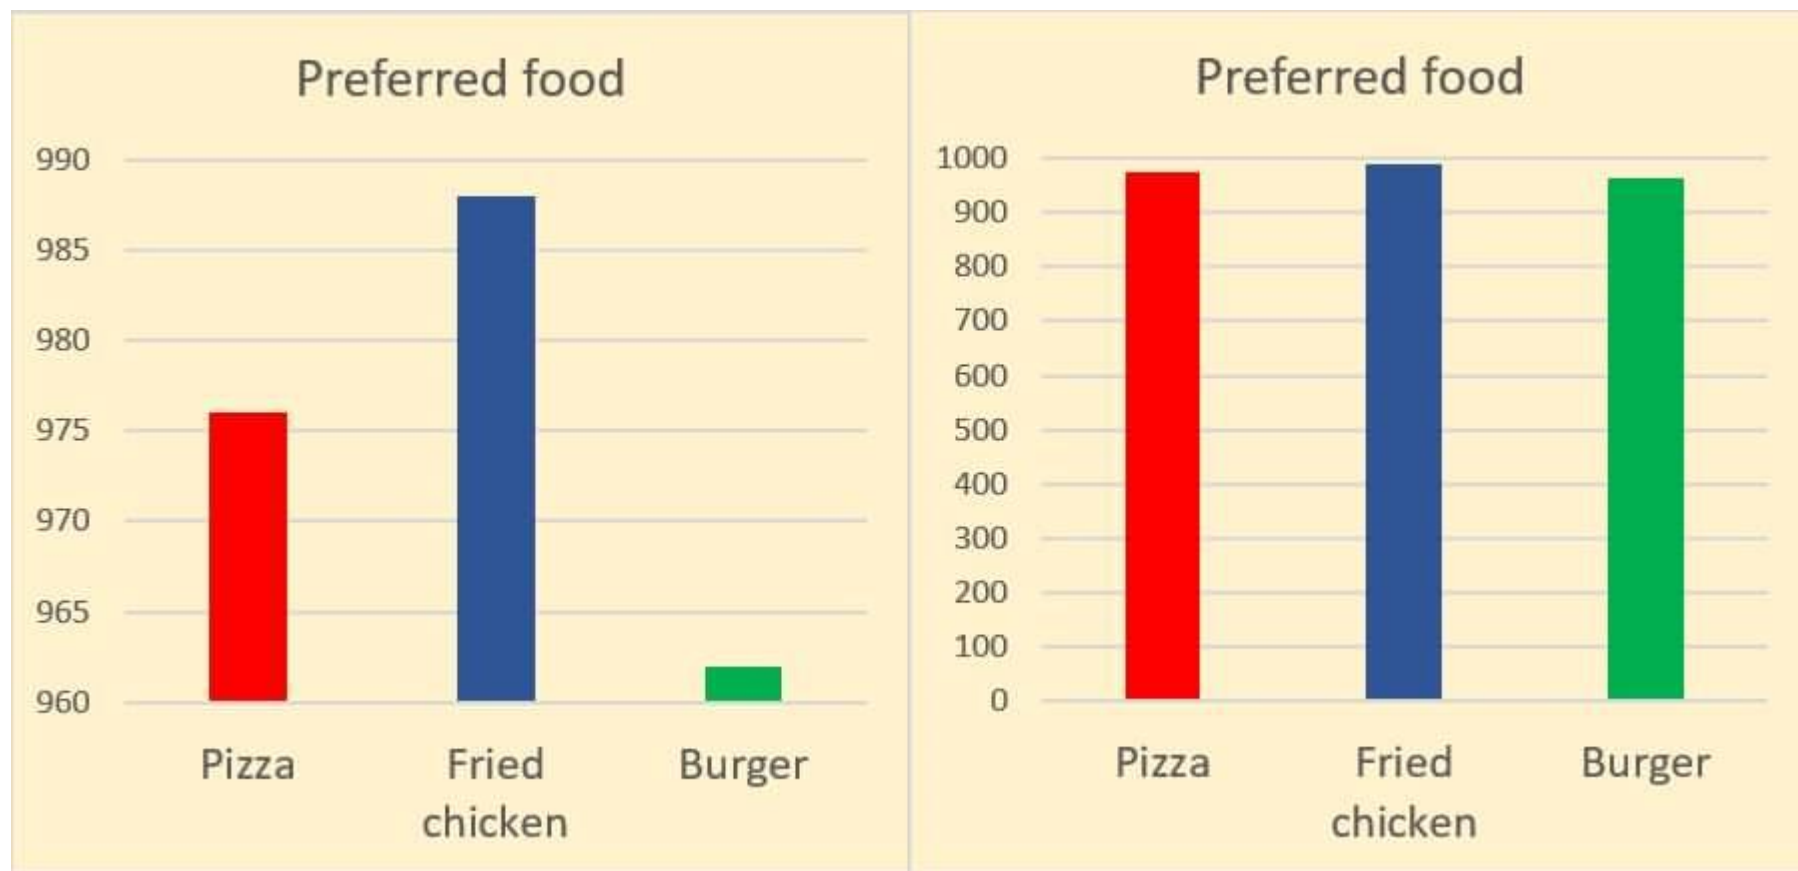 Preferred food
990
985
980
975
970
965
960
Pizza
Fried
chicken
Burger
Preferred food
1000
900
800
700
600
500
400
300
200
100
0
Pizza
Fried
chicken
Burger